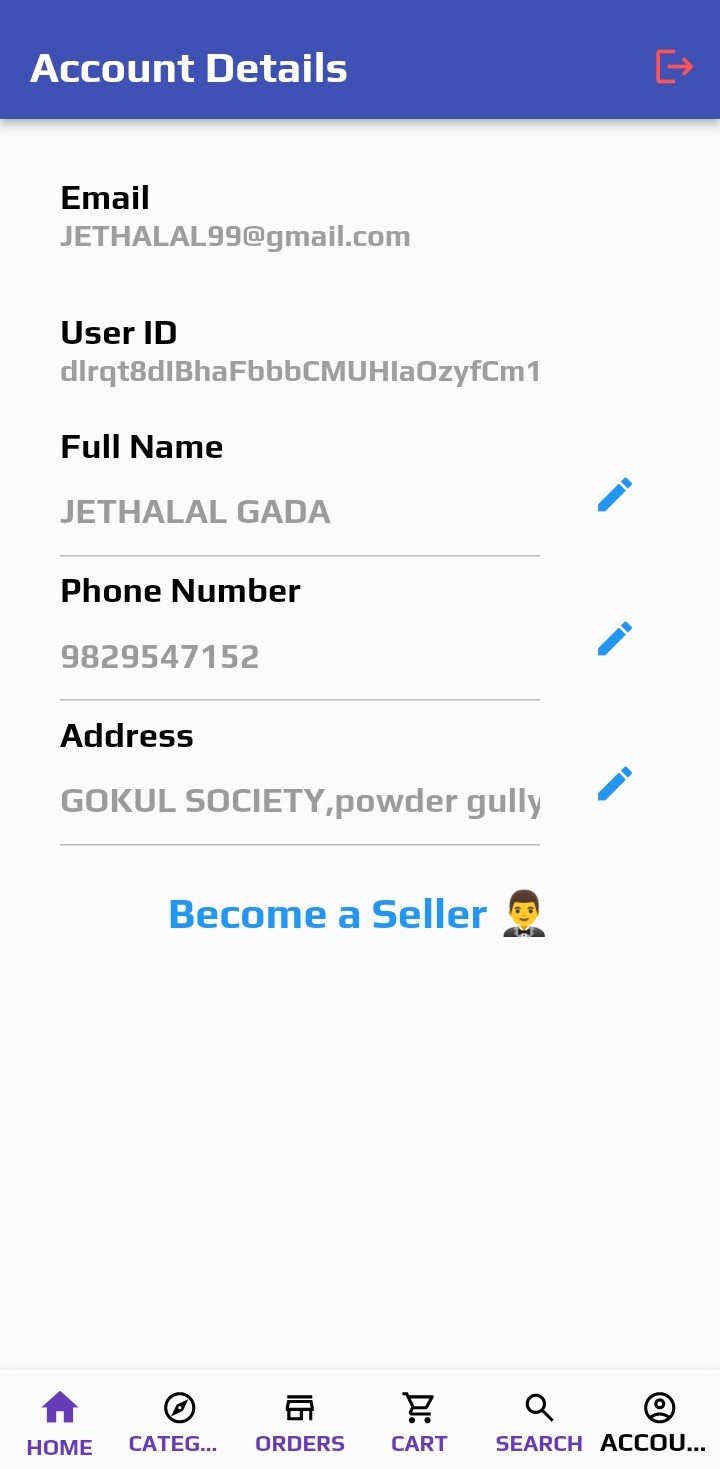 Account Details
Email
JETHALAL99@gmail.com
User ID
dlrqt8dIBhaFbbbCMUHIaOzyfCm1
Full Name
JETHALAL GADA
Phone Number
9829547152
Address
GOKUL SOCIETY,powder gully
Become a Seller 🤵‍♂️
HOME
CATEG...
ORDERS
CART
SEARCH
ACCOU...